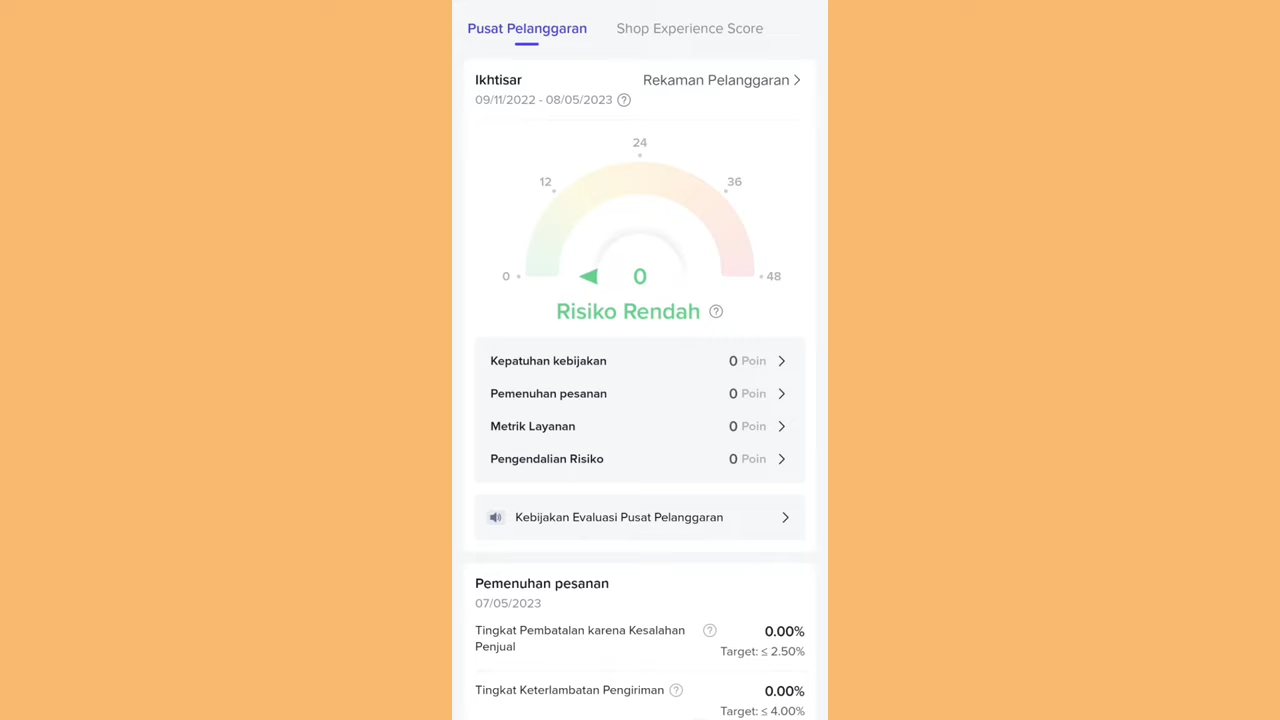 Pusat Pelanggaran Shop Experience Score
Ikhtisar Rekaman Pelanggaran
09/11/2022 - 08/05/2023 ?
24
12 36
0 0 48
Risiko Rendah ?
Kepatuhan kebijakan 0 Poin
Pemenuhan pesanan 0 Poin
Metrik Layanan 0 Poin
Pengendalian Risiko 0 Poin
Kebijakan Evaluasi Pusat Pelanggaran
Pemenuhan pesanan
07/05/2023
Tingkat Pembatalan karena Kesalahan ? 0.00%
Penjual Target: ≤ 2.50%
Tingkat Keterlambatan Pengiriman ? 0.00%
Target: ≤ 4.00%